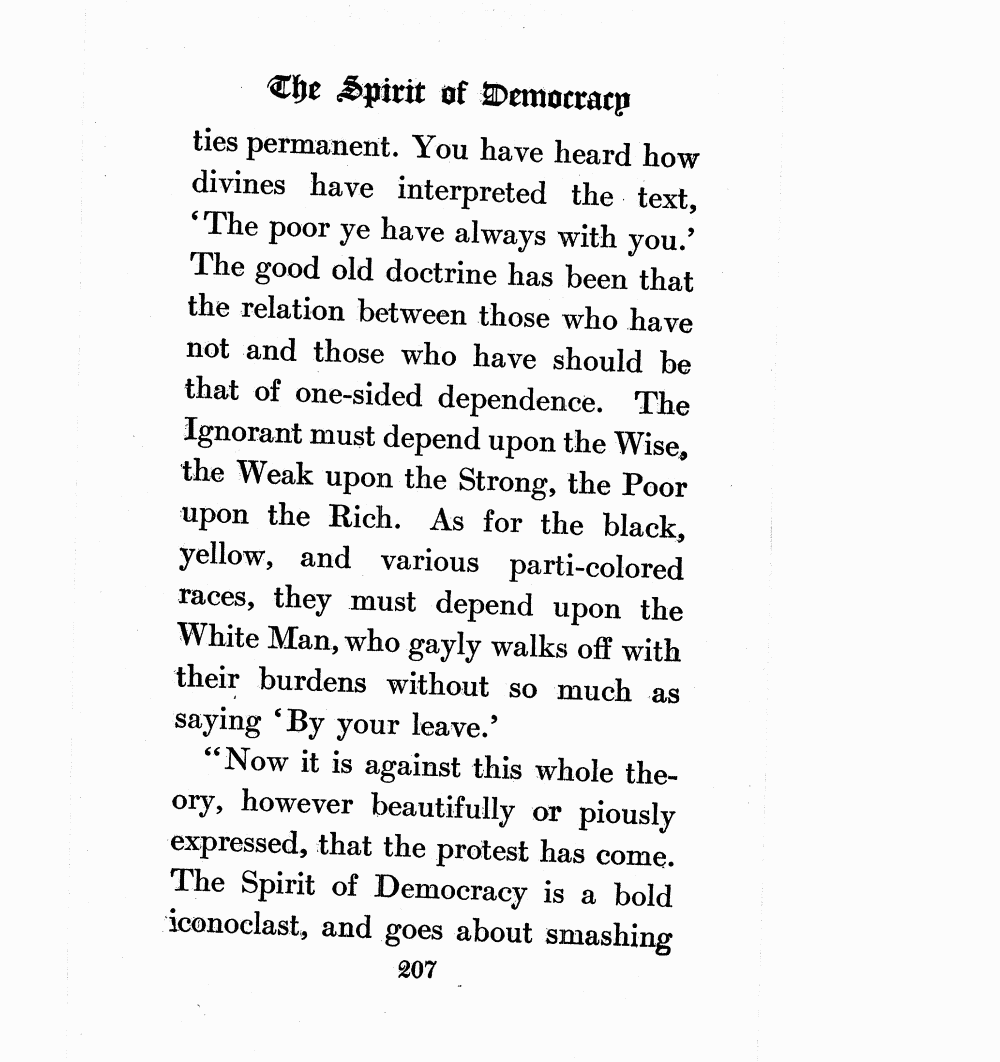 The Spirit of Democracy
ties permanent. You have heard how
divines have interpreted the text,
‘The poor ye have always with you.’
The good old doctrine has been that
the relation between those who have
not and those who have should be
that of one-sided dependence. The
Ignorant must depend upon the Wise,
the Weak upon the Strong, the Poor
upon the Rich. As for the black,
yellow, and various parti-colored
races, they must depend upon the
White Man, who gayly walks off with
their burdens without so much as
saying ‘By your leave.’
“Now it is against this whole the-
ory, however beautifully or piously
expressed, that the protest has come.
The Spirit of Democracy is a bold
iconoclast, and goes about smashing
207